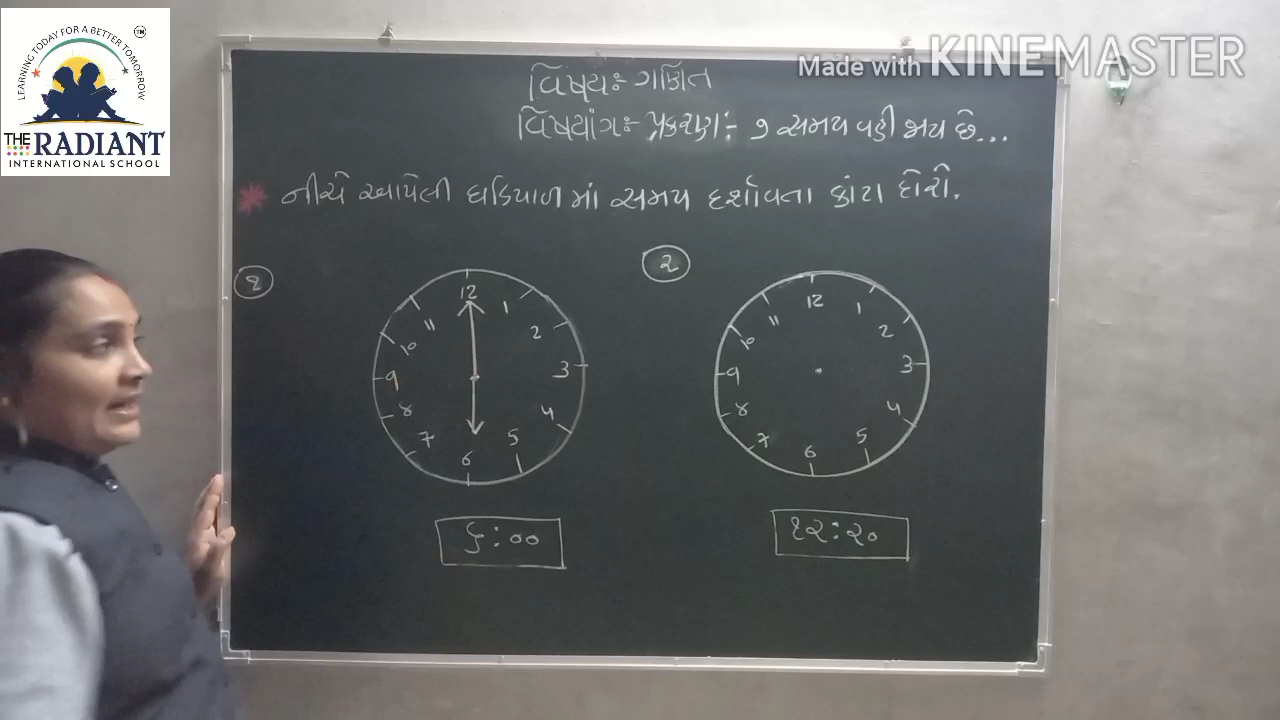 LEARNING TODAY FOR A BETTER TOMORROW
TM
THE RADIANT
INTERNATIONAL SCHOOL
Made with KINEMASTER
વિષયઃ- ગણિત
વિષયાંગઃ- પ્રકરણ:- ૭ સમય વહી જાય છે...
* નીચે આપેલી ઘડિયાળ માં સમય દર્શાવતા કાંટા દોરો.
૧
12 1 2 3 4 5 6 7 8 9 10 11
૬:૦૦
૨
12 1 2 3 4 5 6 7 8 9 10 11
૧૨:૨૦